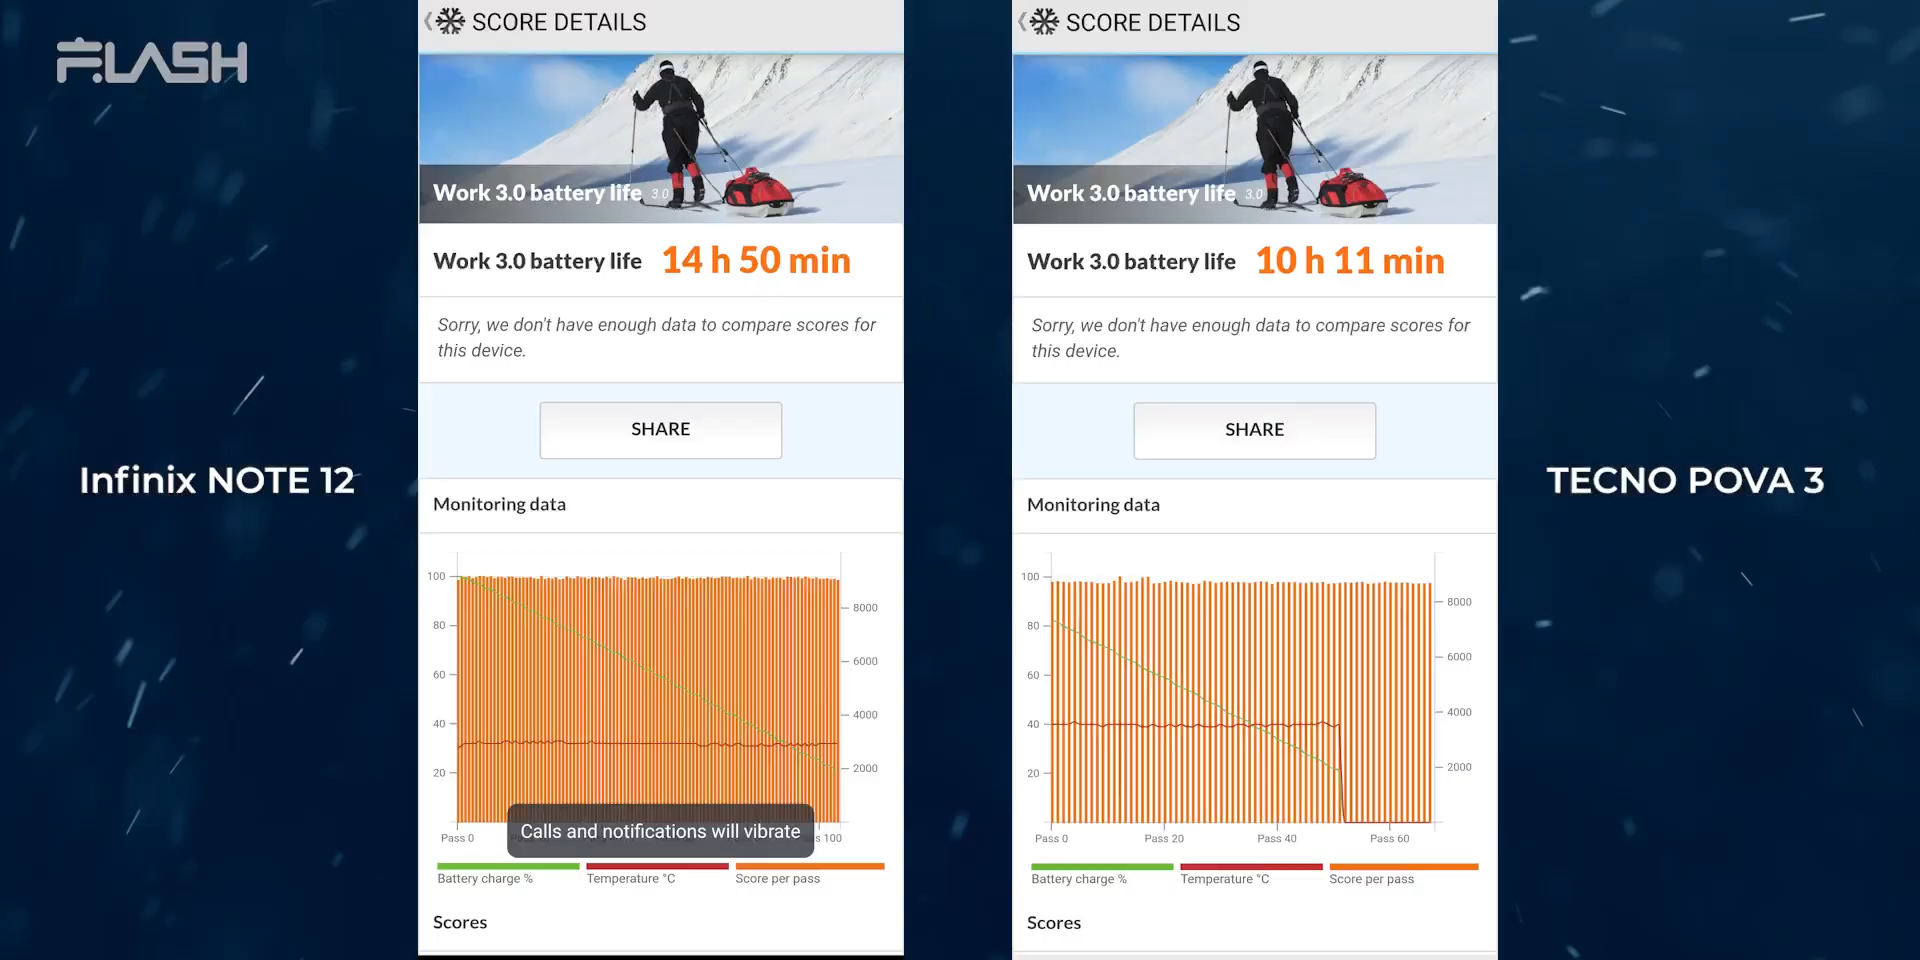 FLASH
SCORE DETAILS
Work 3.0 battery life 3.0
Work 3.0 battery life 14 h 50 min
Sorry, we don't have enough data to compare scores for
this device.
SHARE
Infinix NOTE 12
Monitoring data
100
80
60
40
20
8000
6000
4000
2000
Pass 0
s 100
Calls and notifications will vibrate
Battery charge %
Temperature °C
Score per pass
Scores
SCORE DETAILS
Work 3.0 battery life 3.0
Work 3.0 battery life 10 h 11 min
Sorry, we don't have enough data to compare scores for
this device.
SHARE
TECNO POVA 3
Monitoring data
100
80
60
40
20
8000
6000
4000
2000
Pass 0
Pass 20
Pass 40
Pass 60
Battery charge %
Temperature °C
Score per pass
Scores